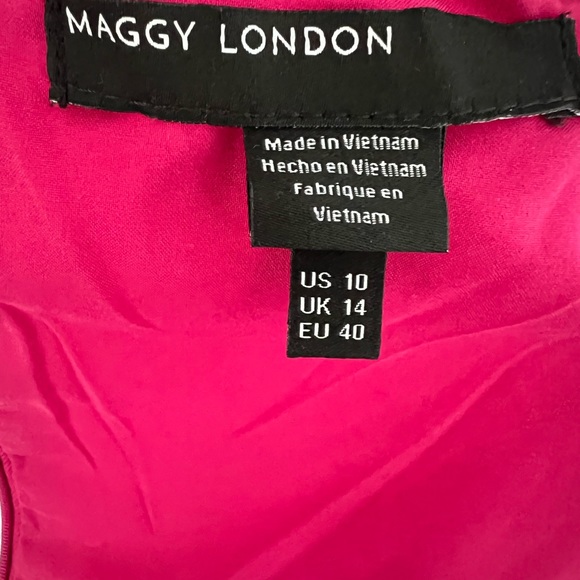 MAGGY LONDON
Made in Vietnam
Hecho en Vietnam
Fabrique en
Vietnam
US 10
UK 14
EU 40